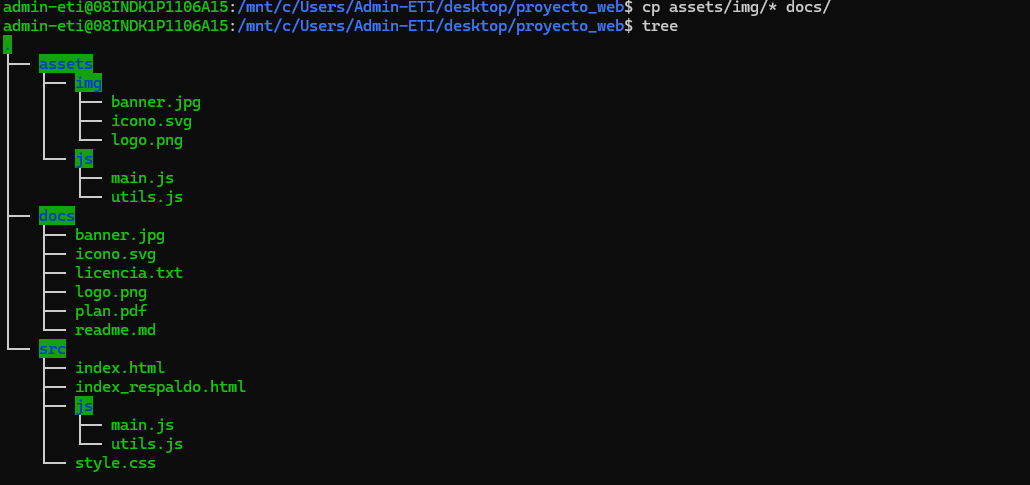 admin-eti@08INDK1P1106A15:/mnt/c/Users/Admin-ETI/desktop/proyecto_web$ cp assets/img/* docs/
admin-eti@08INDK1P1106A15:/mnt/c/Users/Admin-ETI/desktop/proyecto_web$ tree
.
├── assets
│   ├── img
│   │   ├── banner.jpg
│   │   ├── icono.svg
│   │   └── logo.png
│   └── js
│       ├── main.js
│       └── utils.js
├── docs
│   ├── banner.jpg
│   ├── icono.svg
│   ├── licencia.txt
│   ├── logo.png
│   ├── plan.pdf
│   └── readme.md
└── src
    ├── index.html
    ├── index_respaldo.html
    ├── js
    │   ├── main.js
    │   └── utils.js
    └── style.css